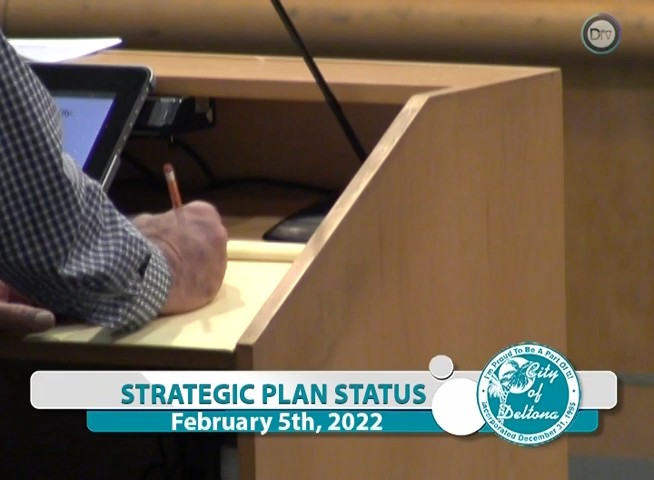 Dtv
STRATEGIC PLAN STATUS
February 5th, 2022
I'm Proud To Be A Part Of It!
City
of
Deltona
Incorporated December 31, 1995